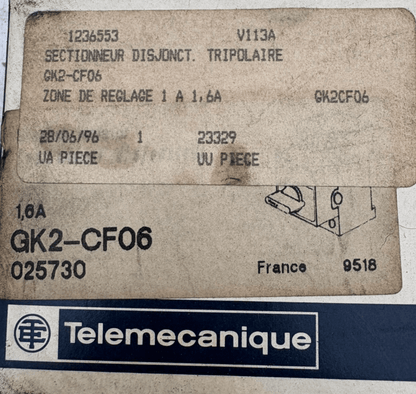 1236553 V113A
SECTIONNEUR DISJONCT. TRIPOLAIRE
GK2-CF06
ZONE DE REGLAGE 1 A 1,6A GK2CF06
28/06/96 1 23329
UA PIECE UU PIECE
1,6A
GK2-CF06
025730 France 9518
TE Telemecanique